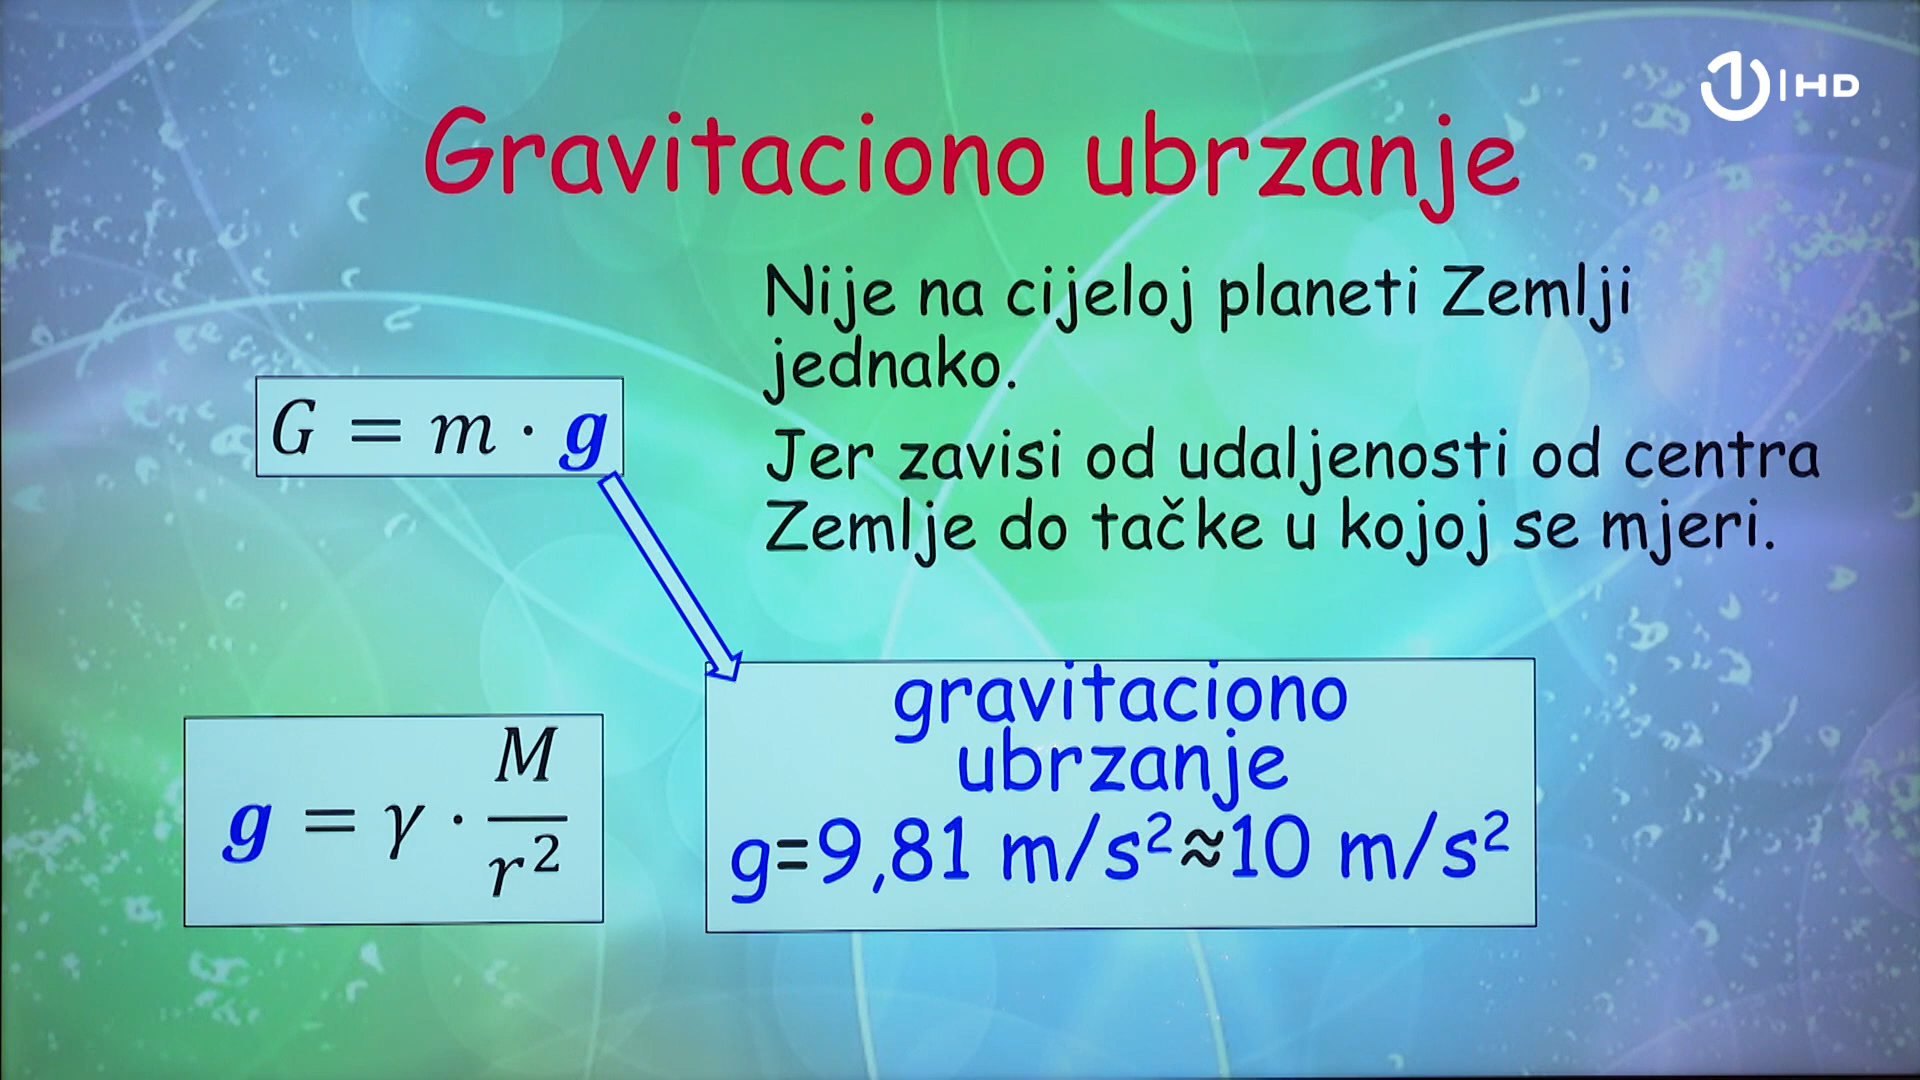 1|HD
Gravitaciono ubrzanje
Nije na cijeloj planeti Zemlji
jednako.
G = m · g
Jer zavisi od udaljenosti od centra
Zemlje do tačke u kojoj se mjeri.
gravitaciono
ubrzanje
g=9,81 m/s²≈10 m/s²
g = γ · M/r²